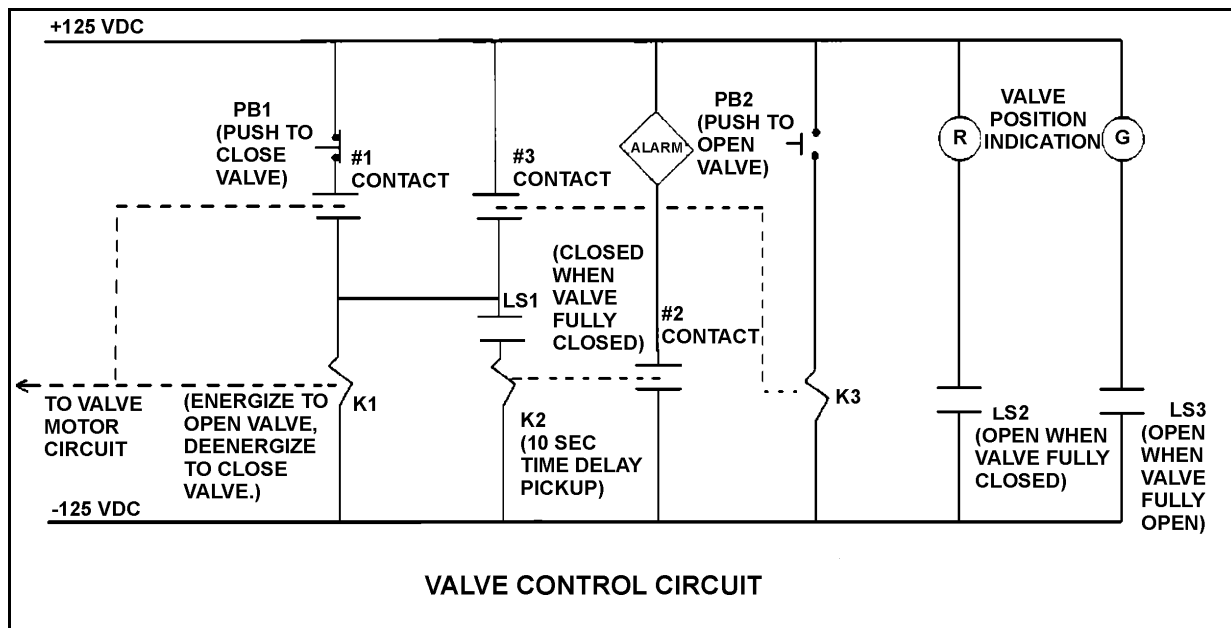 +125 VDC
PB1
(PUSH TO
CLOSE
VALVE)
#1
CONTACT
#3
CONTACT
ALARM
PB2
(PUSH TO
OPEN
VALVE)
R
VALVE
POSITION
INDICATION
G
(CLOSED
WHEN
VALVE
FULLY
CLOSED)
LS1
#2
CONTACT
TO VALVE
MOTOR
CIRCUIT
(ENERGIZE TO
OPEN VALVE,
DEENERGIZE
TO CLOSE
VALVE.)
K1
K2
(10 SEC
TIME DELAY
PICKUP)
K3
LS2
(OPEN WHEN
VALVE FULLY
CLOSED)
LS3
(OPEN
WHEN
VALVE
FULLY
OPEN)
-125 VDC
VALVE CONTROL CIRCUIT